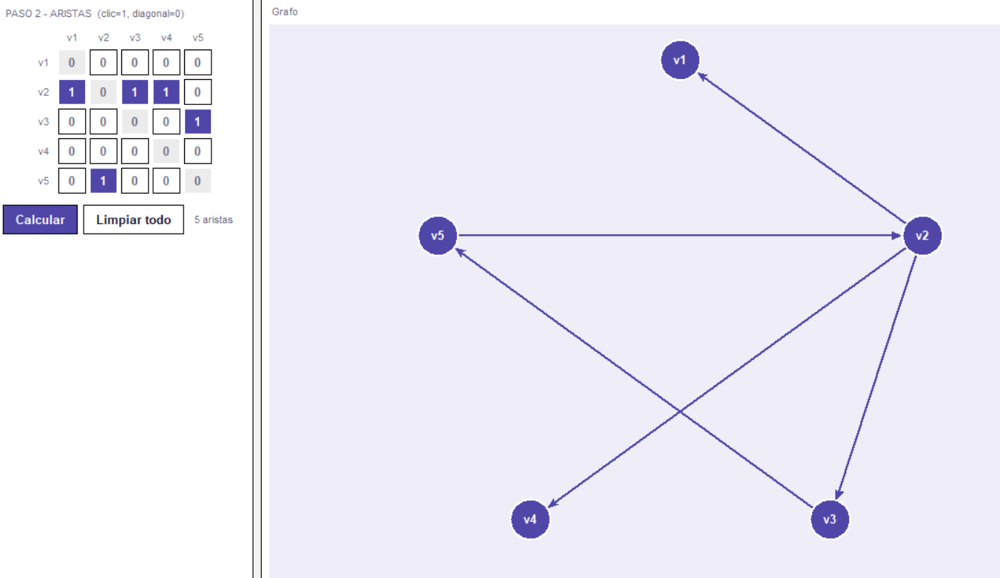 PASO 2 - ARISTAS (clic=1, diagonal=0)
v1 v2 v3 v4 v5
v1 0 0 0 0 0
v2 1 0 1 1 0
v3 0 0 0 0 1
v4 0 0 0 0 0
v5 0 1 0 0 0
Calcular Limpiar todo 5 aristas
Grafo
v1
v5 v2
v4 v3